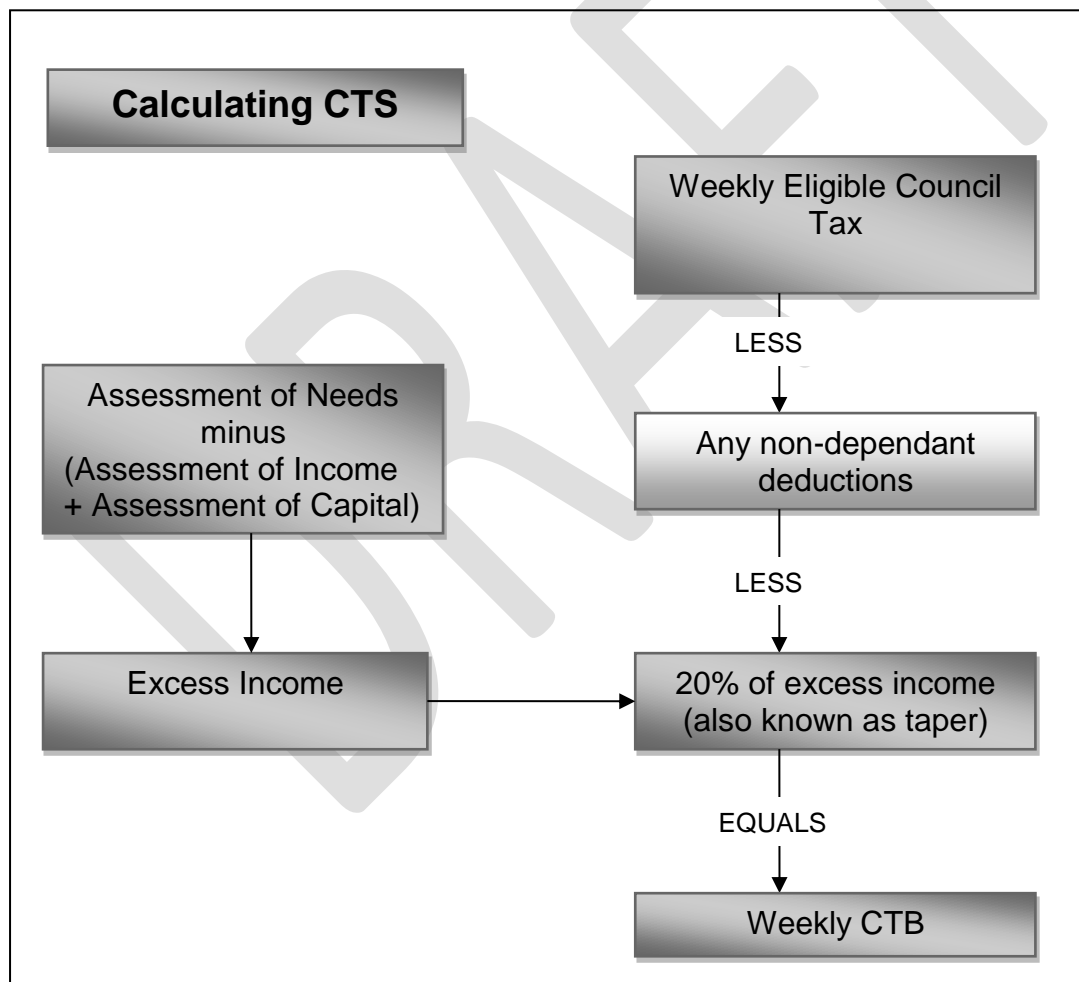 Calculating CTS
Weekly Eligible Council
Tax
LESS
Assessment of Needs
minus
(Assessment of Income
+ Assessment of Capital)
Any non-dependant
deductions
LESS
Excess Income
20% of excess income
(also known as taper)
EQUALS
Weekly CTB
DRAFT